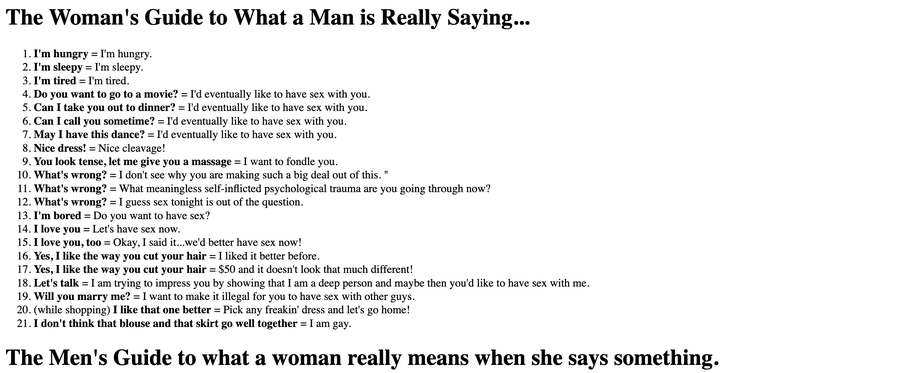 The Woman's Guide to What a Man is Really Saying...
1. I'm hungry = I'm hungry.
2. I'm sleepy = I'm sleepy.
3. I'm tired = I'm tired.
4. Do you want to go to a movie? = I'd eventually like to have sex with you.
5. Can I take you out to dinner? = I'd eventually like to have sex with you.
6. Can I call you sometime? = I'd eventually like to have sex with you.
7. May I have this dance? = I'd eventually like to have sex with you.
8. Nice dress! = Nice cleavage!
9. You look tense, let me give you a massage = I want to fondle you.
10. What's wrong? = I don't see why you are making such a big deal out of this. "
11. What's wrong? = What meaningless self-inflicted psychological trauma are you going through now?
12. What's wrong? = I guess sex tonight is out of the question.
13. I'm bored = Do you want to have sex?
14. I love you = Let's have sex now.
15. I love you, too = Okay, I said it...we'd better have sex now!
16. Yes, I like the way you cut your hair = I liked it better before.
17. Yes, I like the way you cut your hair = $50 and it doesn't look that much different!
18. Let's talk = I am trying to impress you by showing that I am a deep person and maybe then you'd like to have sex with me.
19. Will you marry me? = I want to make it illegal for you to have sex with other guys.
20. (while shopping) I like that one better = Pick any freakin' dress and let's go home!
21. I don't think that blouse and that skirt go well together = I am gay.
The Men's Guide to what a woman really means when she says something.